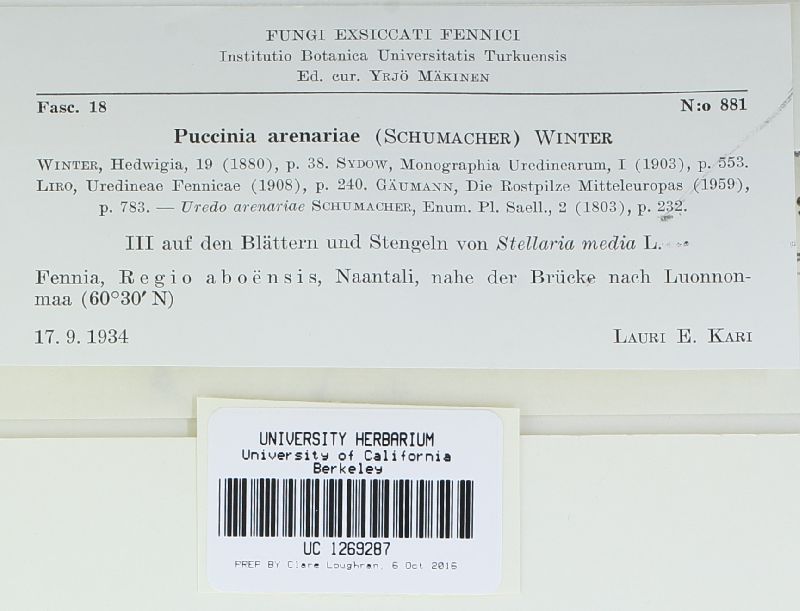 FUNGI EXSICCATI FENNICI
Institutio Botanica Universitatis Turkuensis
Ed. cur. YRJÖ MÄKINEN
Fasc. 18 N:o 881
Puccinia arenariae (SCHUMACHER) WINTER
WINTER, Hedwigia, 19 (1880), p. 38. SYDOW, Monographia Uredinearum, I (1903), p. 553.
LIRO, Uredineae Fennicae (1908), p. 240. GÄUMANN, Die Rostpilze Mitteleuropas (1959),
p. 783. — Uredo arenariae SCHUMACHER, Enum. Pl. Saell., 2 (1803), p. 232.
III auf den Blättern und Stengeln von Stellaria media L.
Fennia, Regio aboënsis, Naantali, nahe der Brücke nach Luonnon-
maa (60°30′ N)
17. 9. 1934 LAURI E. KARI
UNIVERSITY HERBARIUM
University of California
Berkeley
UC 1269287
PREP BY Clare Loughran, 6 Oct 2016